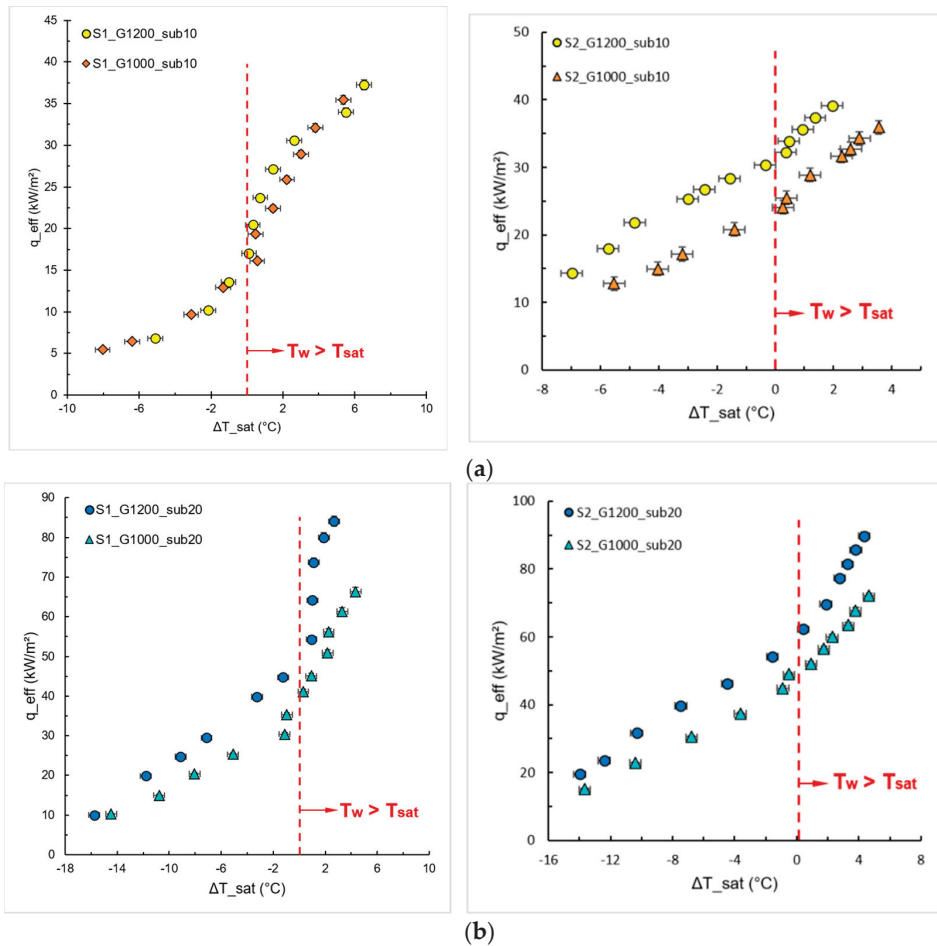 45
40
35
30
25
20
15
10
5
0
q_eff (kW/m²)
S1_G1200_sub10
S1_G1000_sub10
Tw > Tsat
-10 -6 -2 2 6 10
ΔT_sat (°C)
50
40
30
20
10
0
q_eff (kW/m²)
S2_G1200_sub10
S2_G1000_sub10
Tw > Tsat
-8 -6 -4 -2 0 2 4
ΔT_sat (°C)
(a)
90
80
70
60
50
40
30
20
10
0
q_eff (kW/m²)
S1_G1200_sub20
S1_G1000_sub20
Tw > Tsat
-18 -14 -10 -6 -2 2 6 10
ΔT_sat (°C)
100
80
60
40
20
0
q_eff (kW/m²)
S2_G1200_sub20
S2_G1000_sub20
Tw > Tsat
-16 -12 -8 -4 0 4 8
ΔT_sat (°C)
(b)